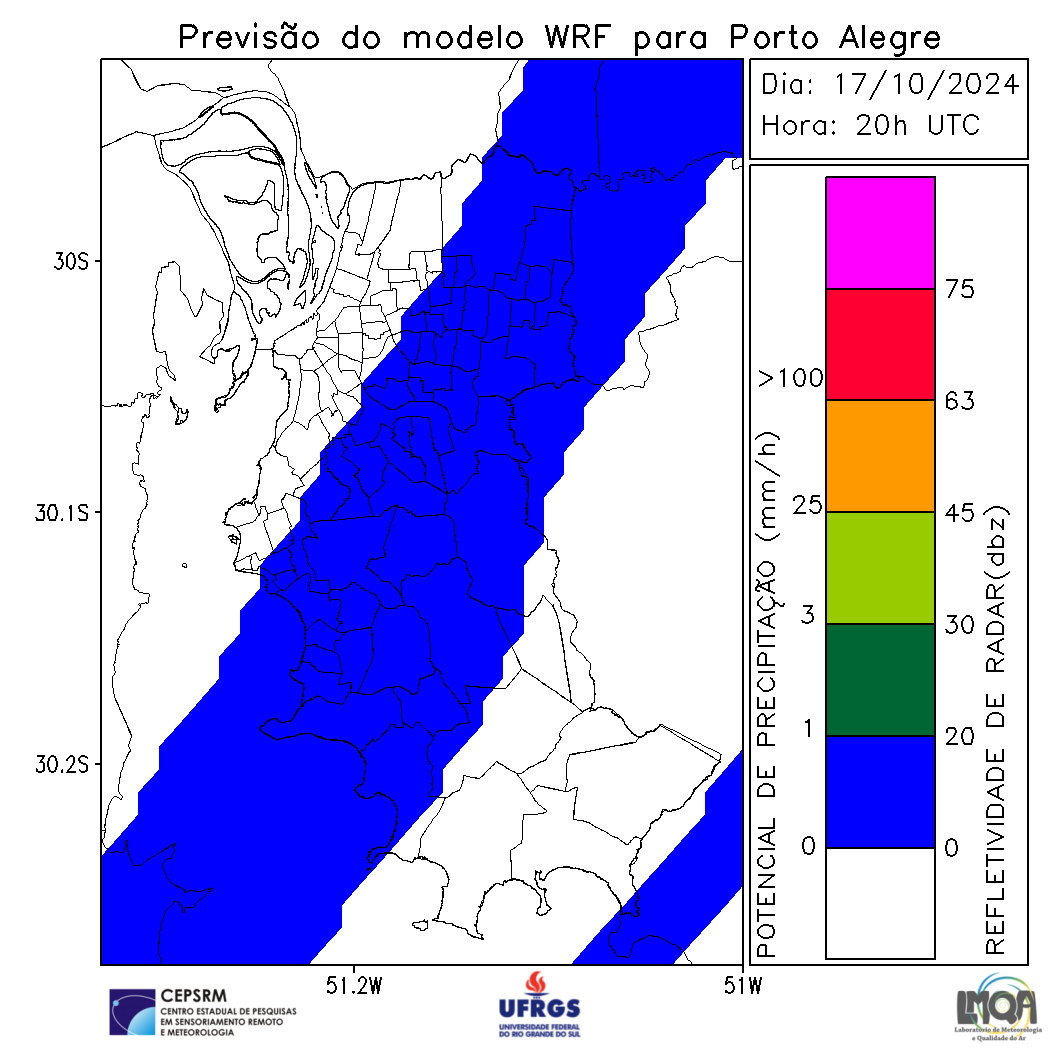 Previsão do modelo WRF para Porto Alegre
Dia: 17/10/2024
Hora: 20h UTC
30S
30.1S
30.2S
51.2W
51W
POTENCIAL DE PRECIPITAÇÃO (mm/h)
>100
25
3
1
0
75
63
45
30
20
0
REFLETIVIDADE DE RADAR(dbz)
CEPSRM
CENTRO ESTADUAL DE PESQUISAS
EM SENSORIAMENTO REMOTO
E METEOROLOGIA
UFRGS
UNIVERSIDADE FEDERAL
DO RIO GRANDE DO SUL
LMQA
Laboratório de Meteorologia
e Qualidade do Ar